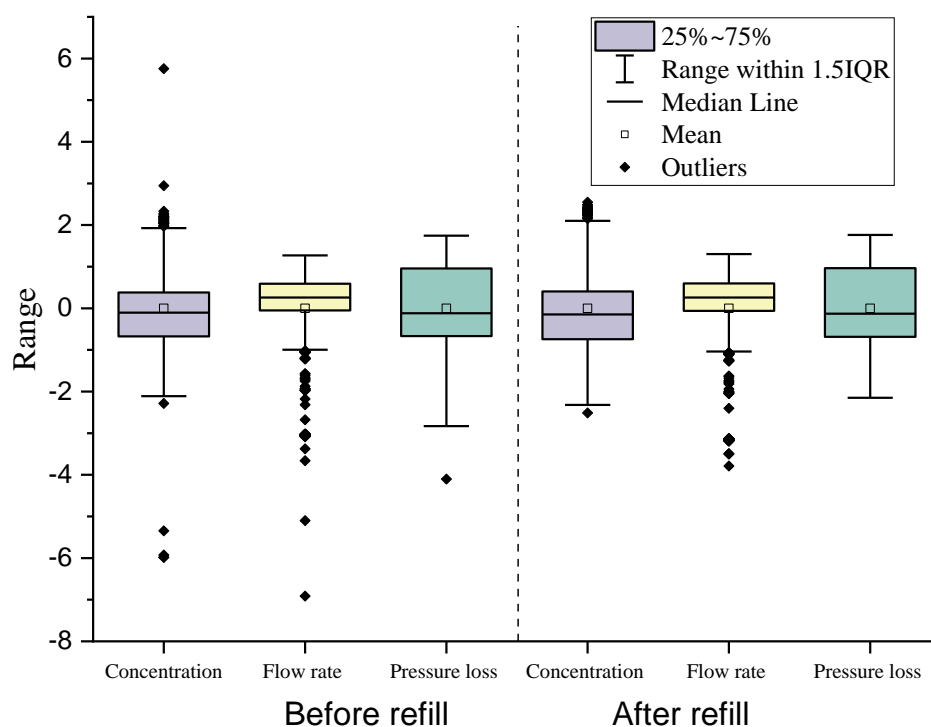 25%~75%
Range within 1.5IQR
Median Line
Mean
Outliers
6
4
2
0
-2
-4
-6
-8
Range
Concentration Flow rate Pressure loss Concentration Flow rate Pressure loss
Before refill After refill